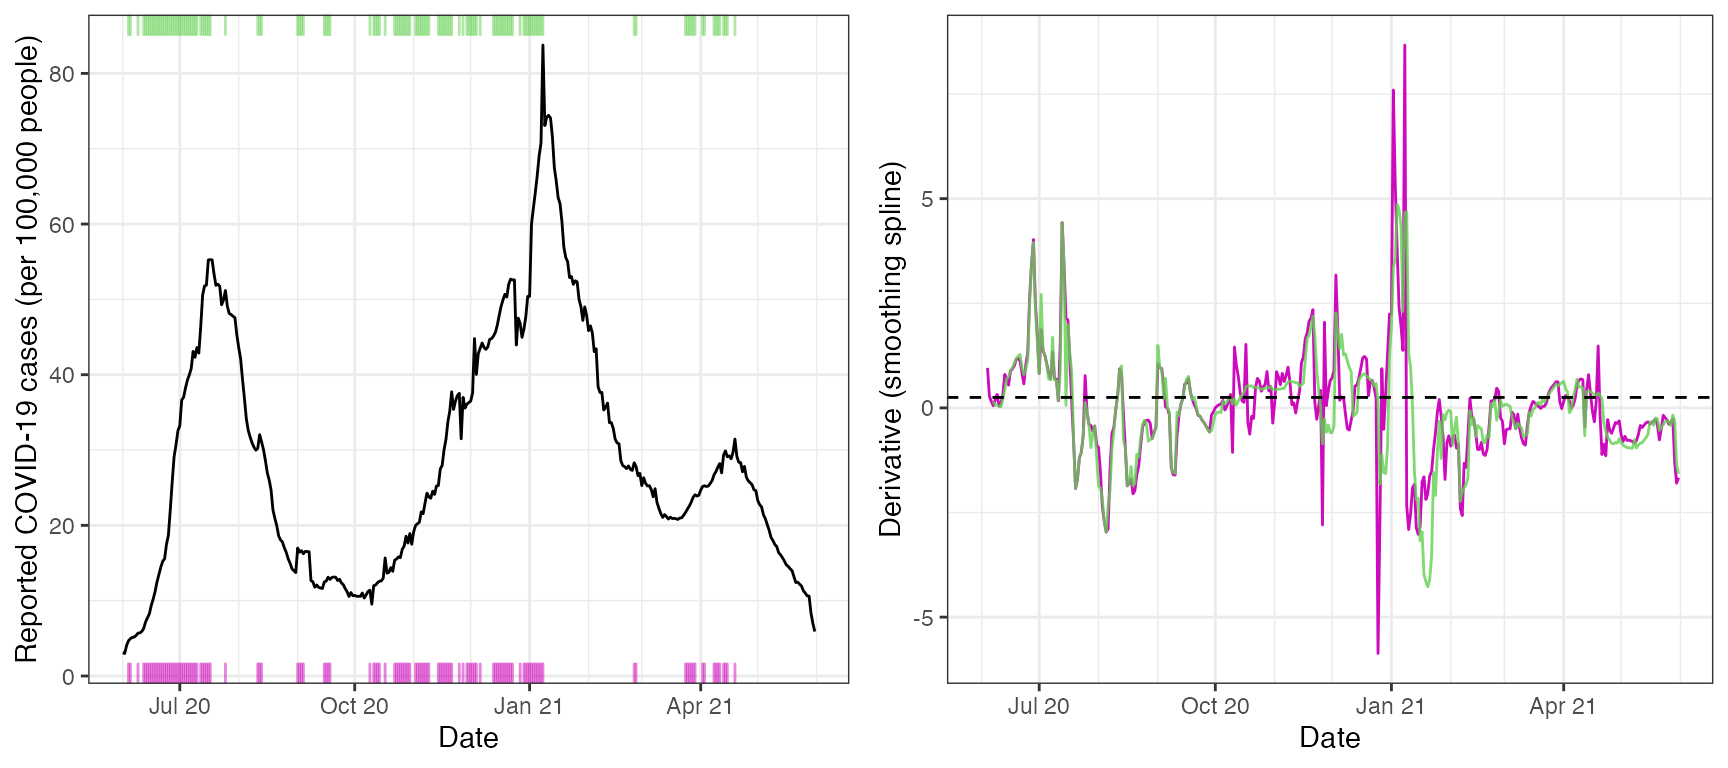 Reported COVID-19 cases (per 100,000 people)
80
60
40
20
0
Jul 20
Oct 20
Jan 21
Apr 21
Date
Derivative (smoothing spline)
5
0
-5
Jul 20
Oct 20
Jan 21
Apr 21
Date